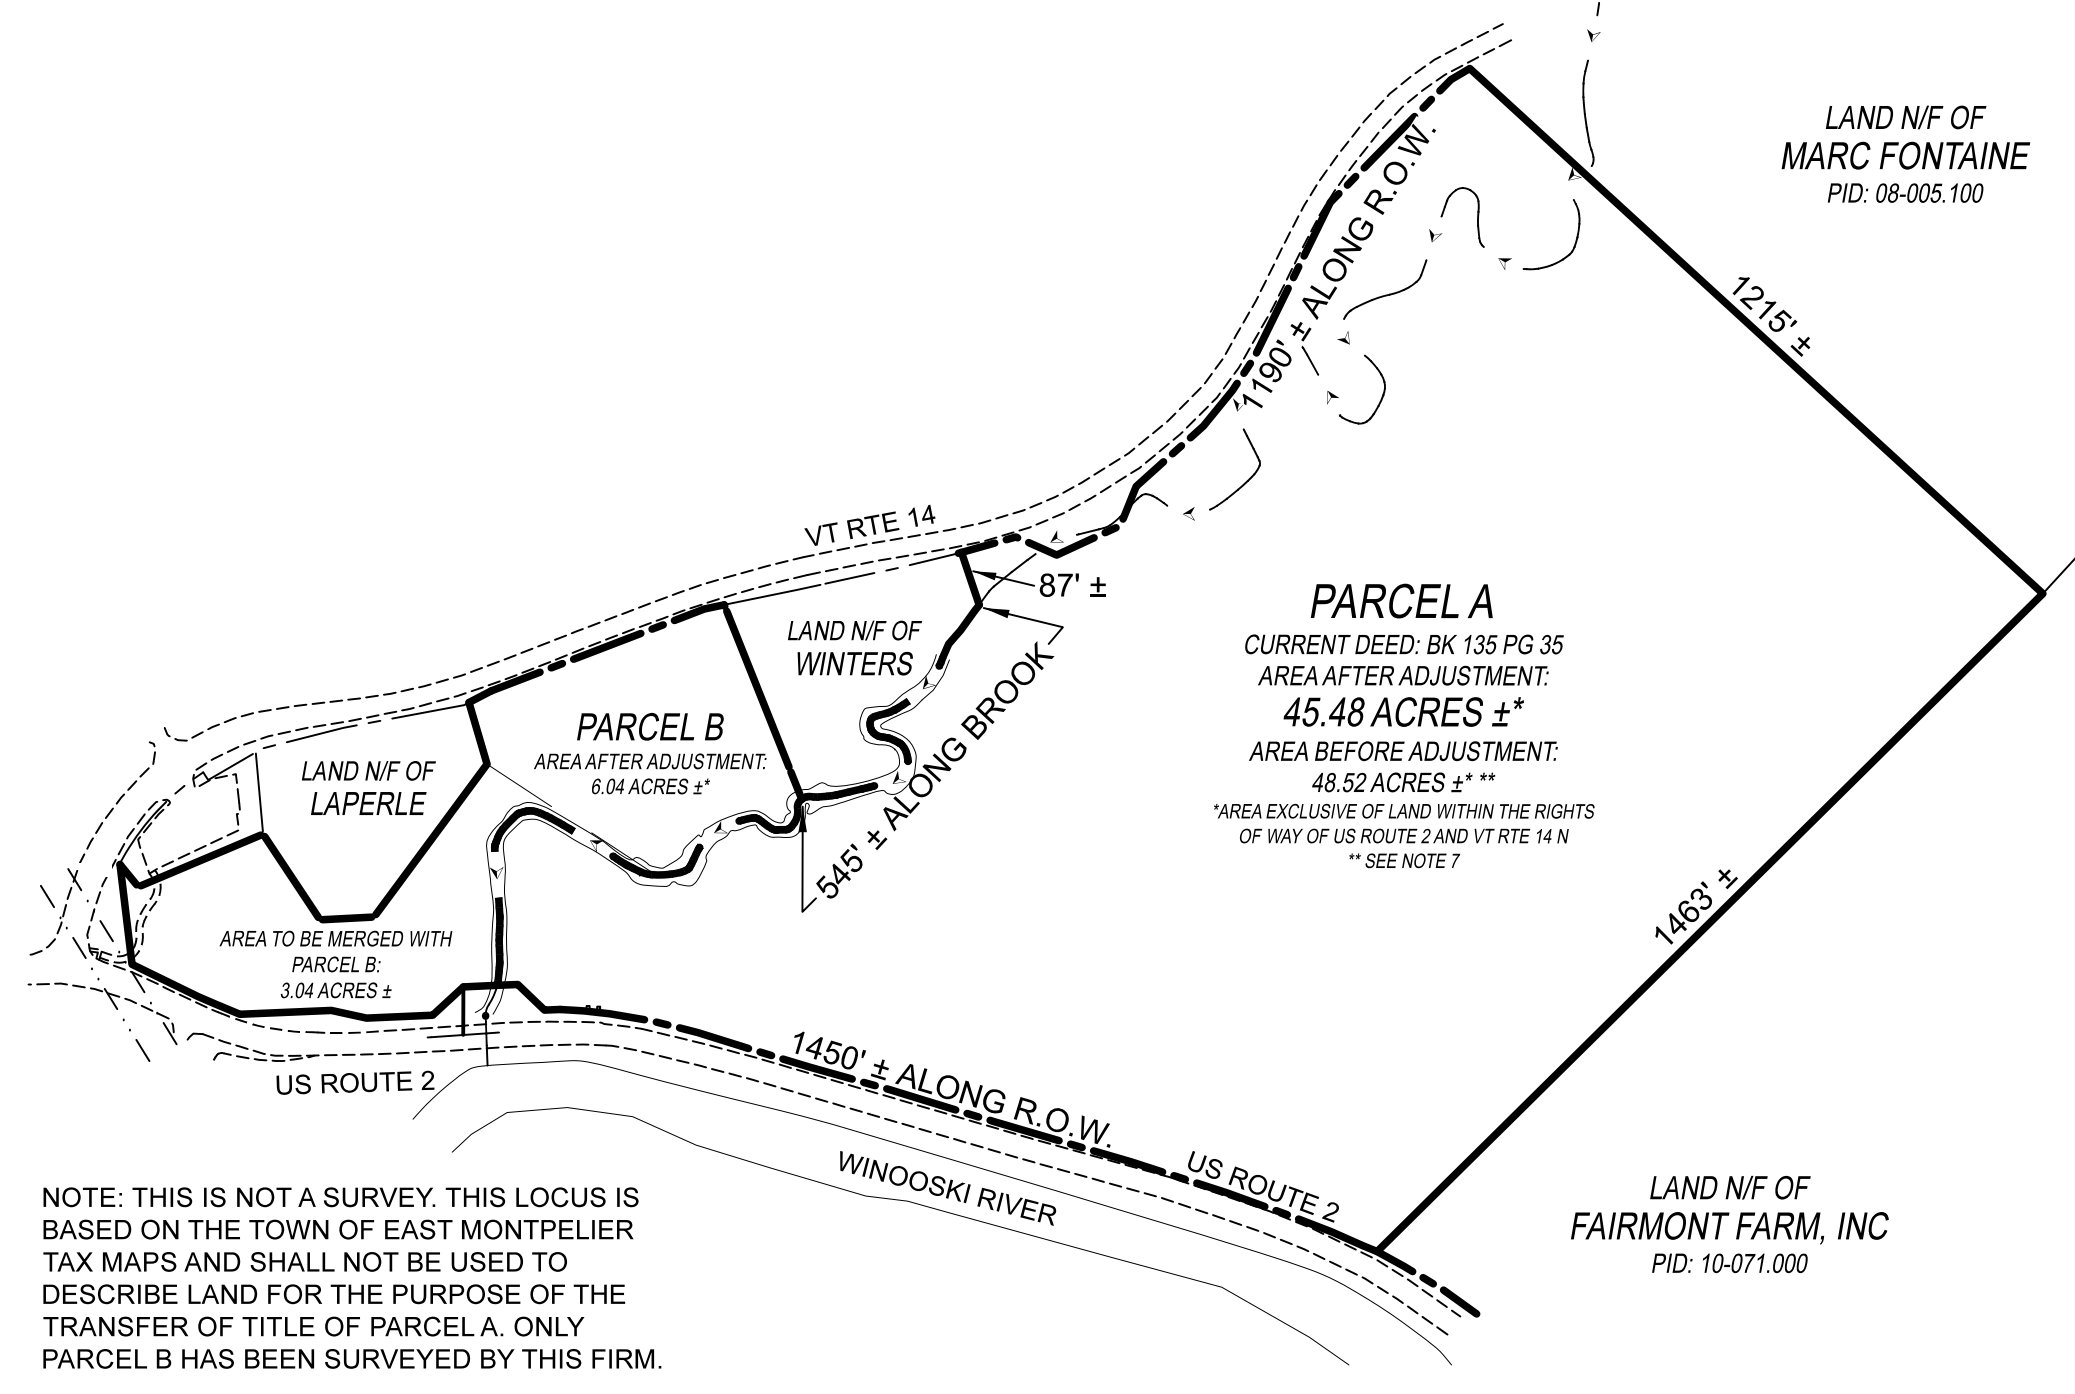 LAND N/F OF
MARC FONTAINE
PID: 08-005.100
1190' ± ALONG R.O.W.
1215' ±
VT RTE 14
87' ±
LAND N/F OF
WINTERS
PARCEL A
CURRENT DEED: BK 135 PG 35
AREA AFTER ADJUSTMENT:
45.48 ACRES ±*
AREA BEFORE ADJUSTMENT:
48.52 ACRES ±* **
*AREA EXCLUSIVE OF LAND WITHIN THE RIGHTS
OF WAY OF US ROUTE 2 AND VT RTE 14 N
** SEE NOTE 7
PARCEL B
AREA AFTER ADJUSTMENT:
6.04 ACRES ±*
545' ± ALONG BROOK
LAND N/F OF
LAPERLE
1463' ±
AREA TO BE MERGED WITH
PARCEL B:
3.04 ACRES ±
US ROUTE 2
1450' ± ALONG R.O.W.
US ROUTE 2
WINOOSKI RIVER
LAND N/F OF
FAIRMONT FARM, INC
PID: 10-071.000
NOTE: THIS IS NOT A SURVEY. THIS LOCUS IS
BASED ON THE TOWN OF EAST MONTPELIER
TAX MAPS AND SHALL NOT BE USED TO
DESCRIBE LAND FOR THE PURPOSE OF THE
TRANSFER OF TITLE OF PARCEL A. ONLY
PARCEL B HAS BEEN SURVEYED BY THIS FIRM.